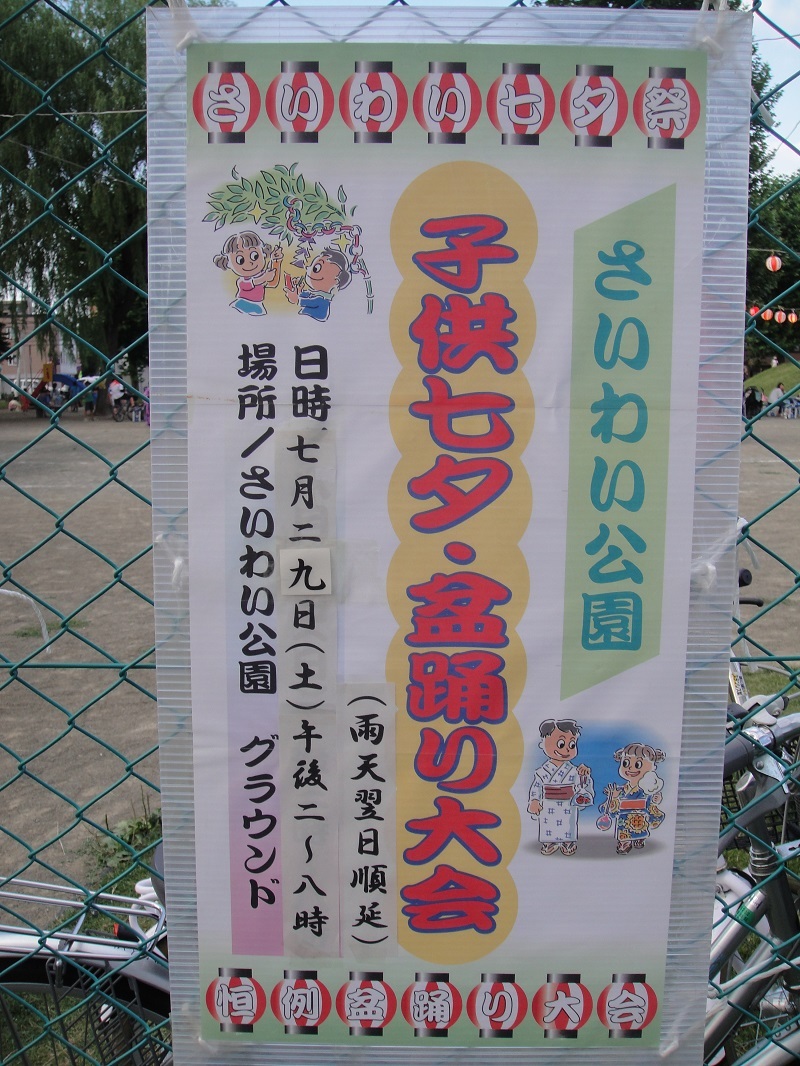 さいわい七夕祭
さいわい公園
子供七夕・盆踊り大会
(雨天翌日順延)
日時、七月二九日(土)午後二~八時
場所/さいわい公園 グラウンド
恒例盆踊り大会